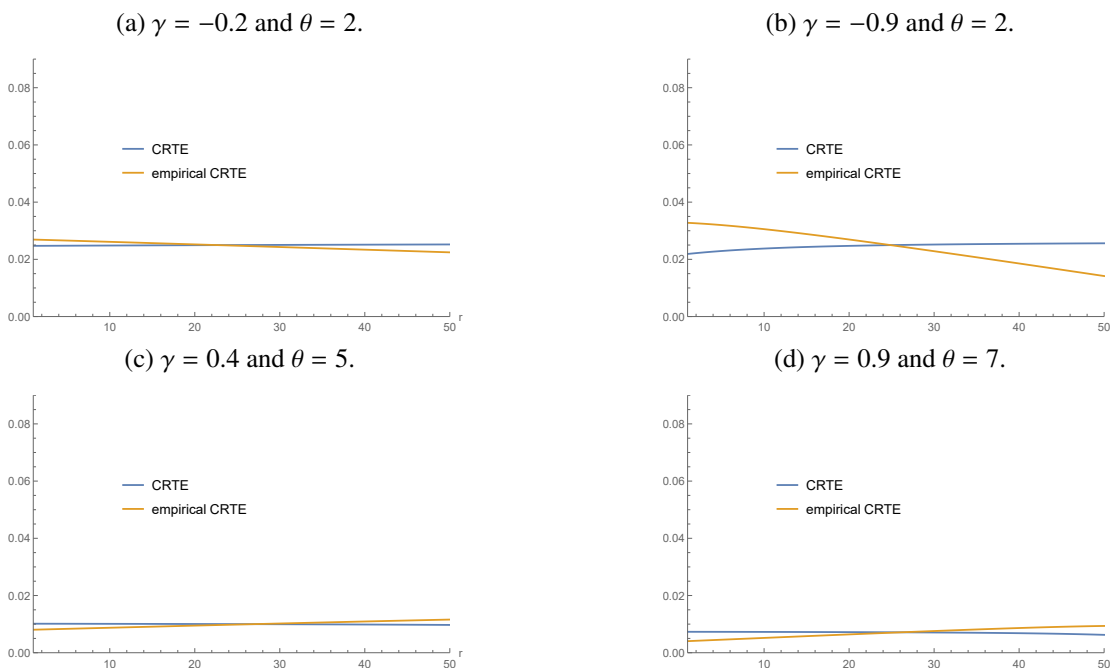 (a) γ = −0.2 and θ = 2.
0.08
0.06
0.04
0.02
0.00
CRTE
empirical CRTE
10 20 30 40 50 r
(b) γ = −0.9 and θ = 2.
0.08
0.06
0.04
0.02
0.00
CRTE
empirical CRTE
10 20 30 40 50
(c) γ = 0.4 and θ = 5.
0.08
0.06
0.04
0.02
0.00
CRTE
empirical CRTE
10 20 30 40 50 r
(d) γ = 0.9 and θ = 7.
0.08
0.06
0.04
0.02
0.00
CRTE
empirical CRTE
10 20 30 40 50